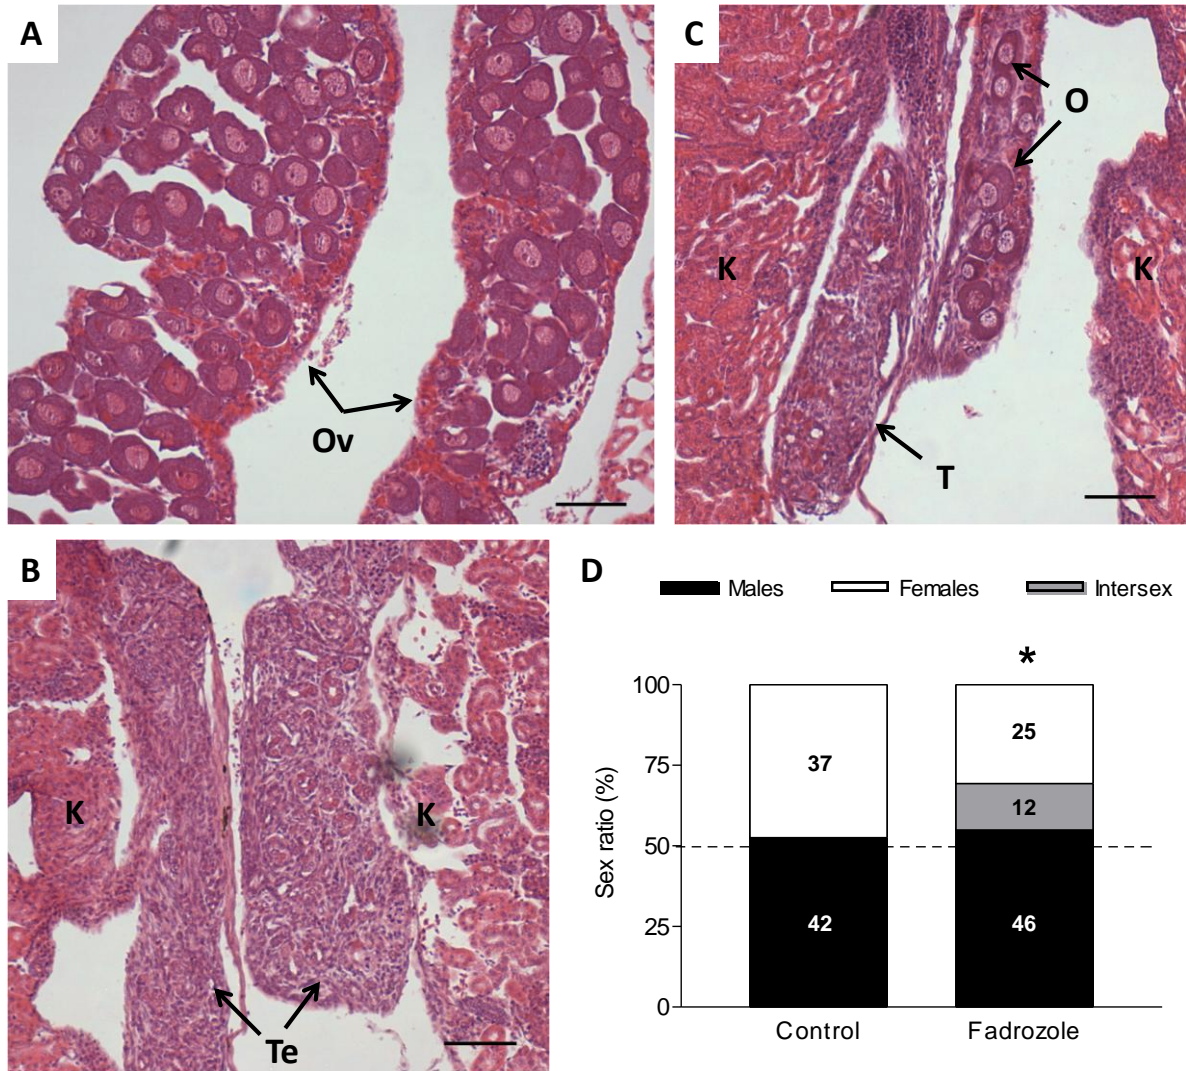 A
Ov
C
O
K
K
T
B
K
K
Te
D
Males Females Intersex
*
100
75
50
25
0
Sex ratio (%)
37
42
25
12
46
Control Fadrozole